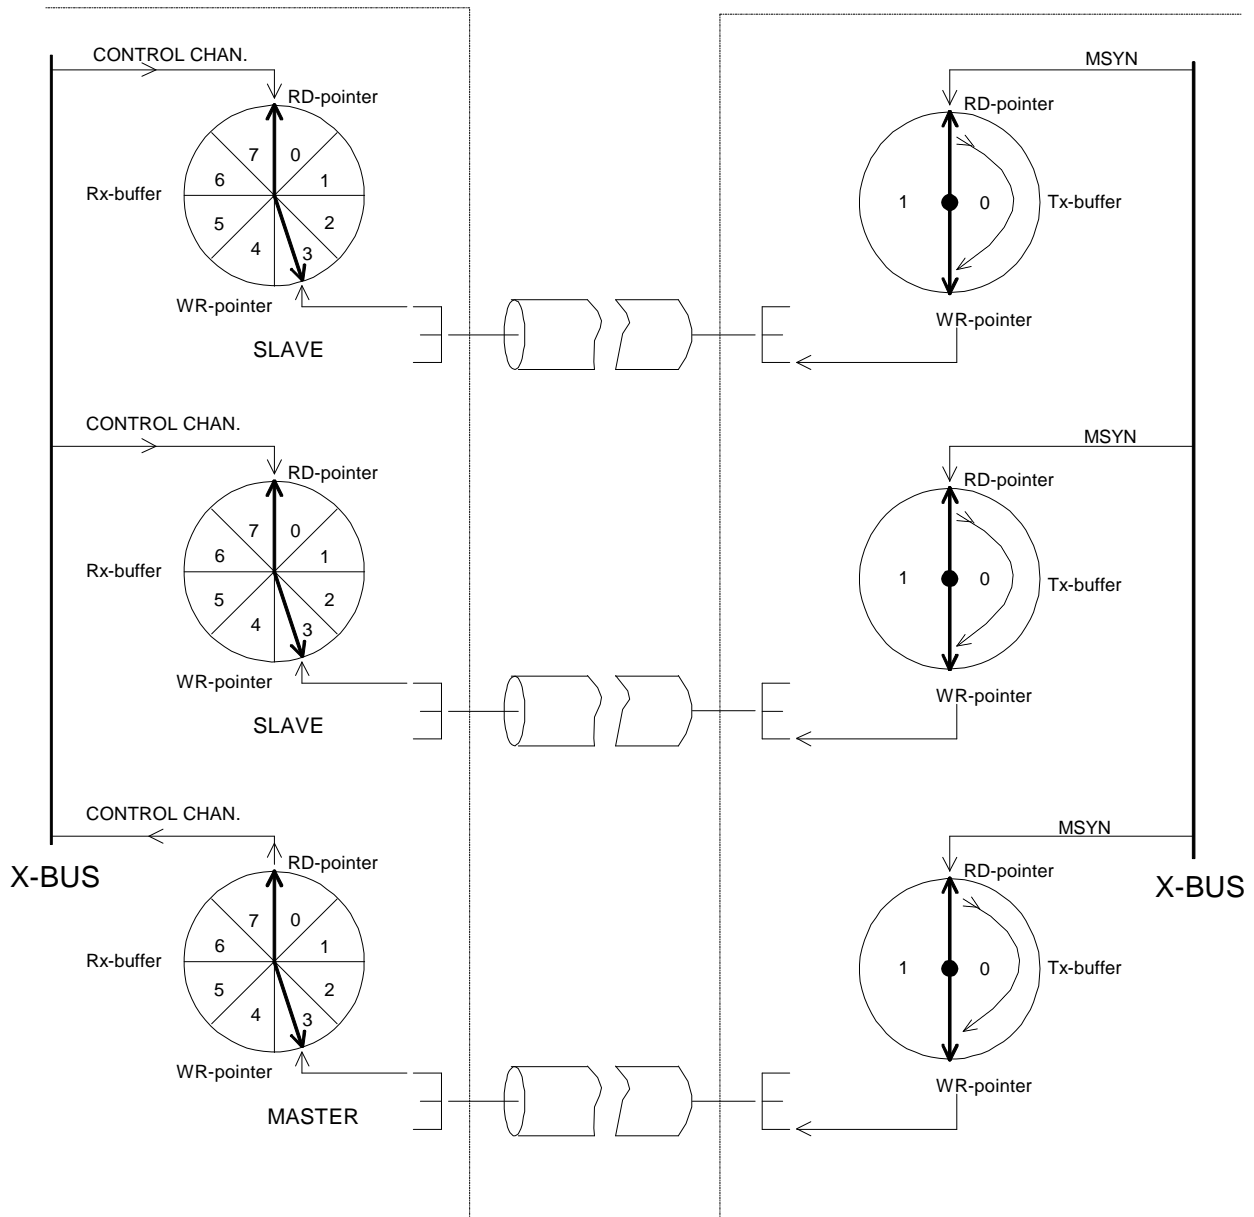 CONTROL CHAN.
MSYN
RD-pointer
RD-pointer
7 0
6 1
Rx-buffer
5 2
4 3
1 0
Tx-buffer
WR-pointer
WR-pointer
SLAVE
CONTROL CHAN.
MSYN
RD-pointer
RD-pointer
7 0
6 1
Rx-buffer
5 2
4 3
1 0
Tx-buffer
WR-pointer
WR-pointer
SLAVE
CONTROL CHAN.
MSYN
X-BUS
RD-pointer
RD-pointer
X-BUS
7 0
6 1
Rx-buffer
5 2
4 3
1 0
Tx-buffer
WR-pointer
WR-pointer
MASTER